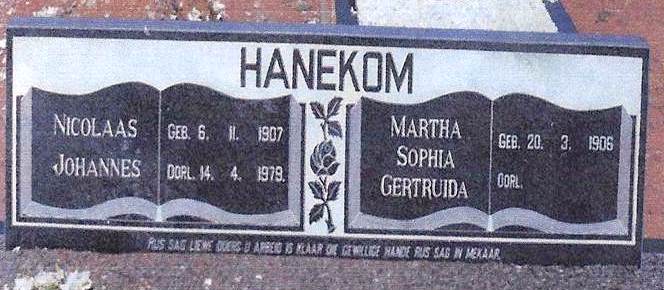 HANEKOM
NICOLAAS
JOHANNES
GEB. 6. 11. 1907
OORL. 14. 4. 1979.
MARTHA
SOPHIA
GERTRUIDA
GEB. 20. 3. 1906
OORL.
RUS SAG LIEWE OUERS U ARBEID IS KLAAR DIE GEWILLIGE HANDE RUS SAG IN MEKAAR.